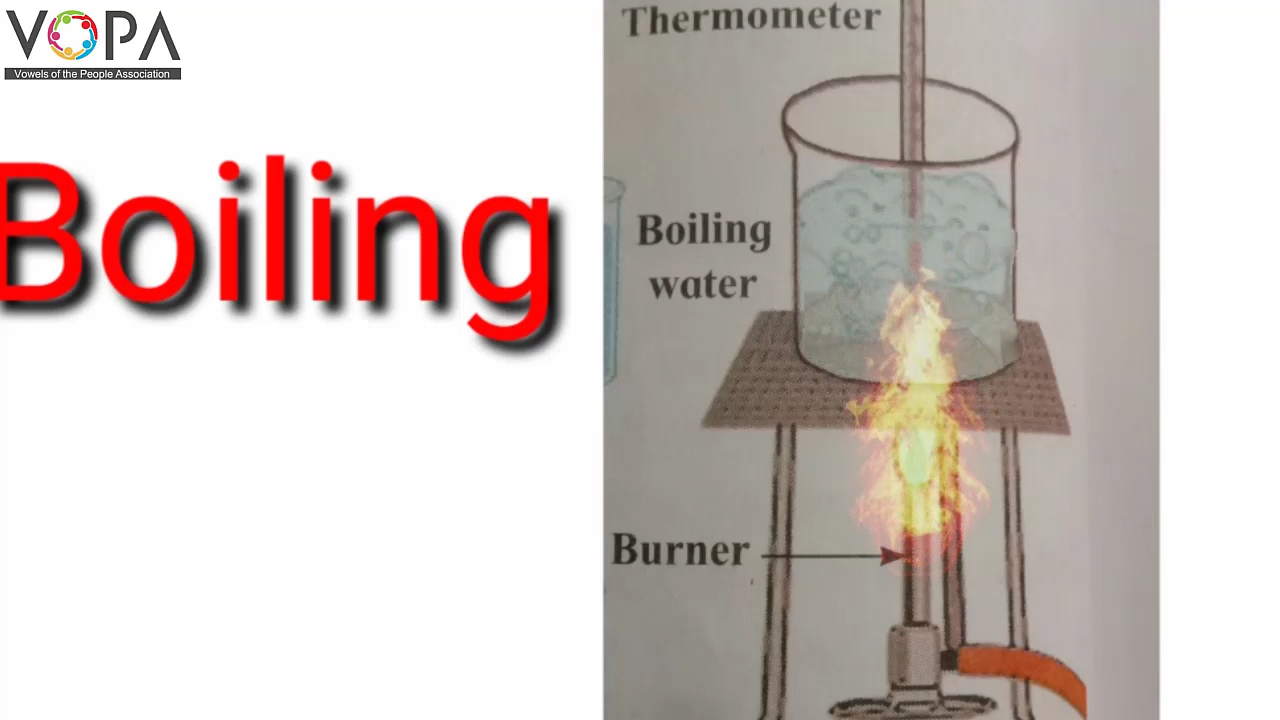 VOPA
Vowels of the People Association
Boiling
Thermometer
Boiling
water
Burner